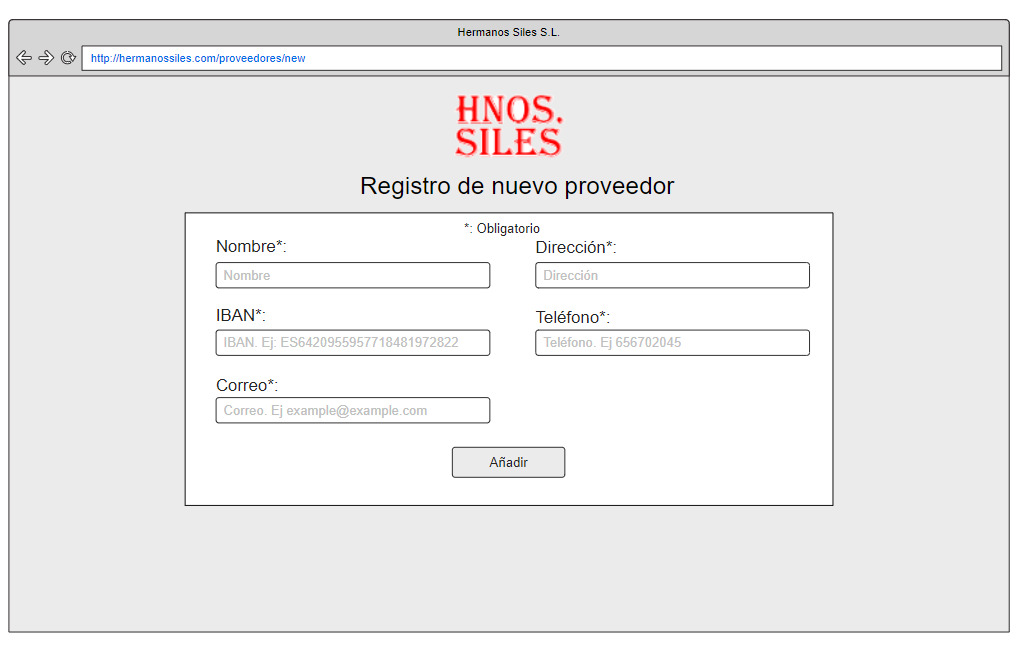 Hermanos Siles S.L.
http://hermanossiles.com/proveedores/new
HNOS.
SILES
Registro de nuevo proveedor
*: Obligatorio
Nombre*:
Nombre
Dirección*:
Dirección
IBAN*:
IBAN. Ej: ES6420955957718481972822
Teléfono*:
Teléfono. Ej 656702045
Correo*:
Correo. Ej example@example.com
Añadir